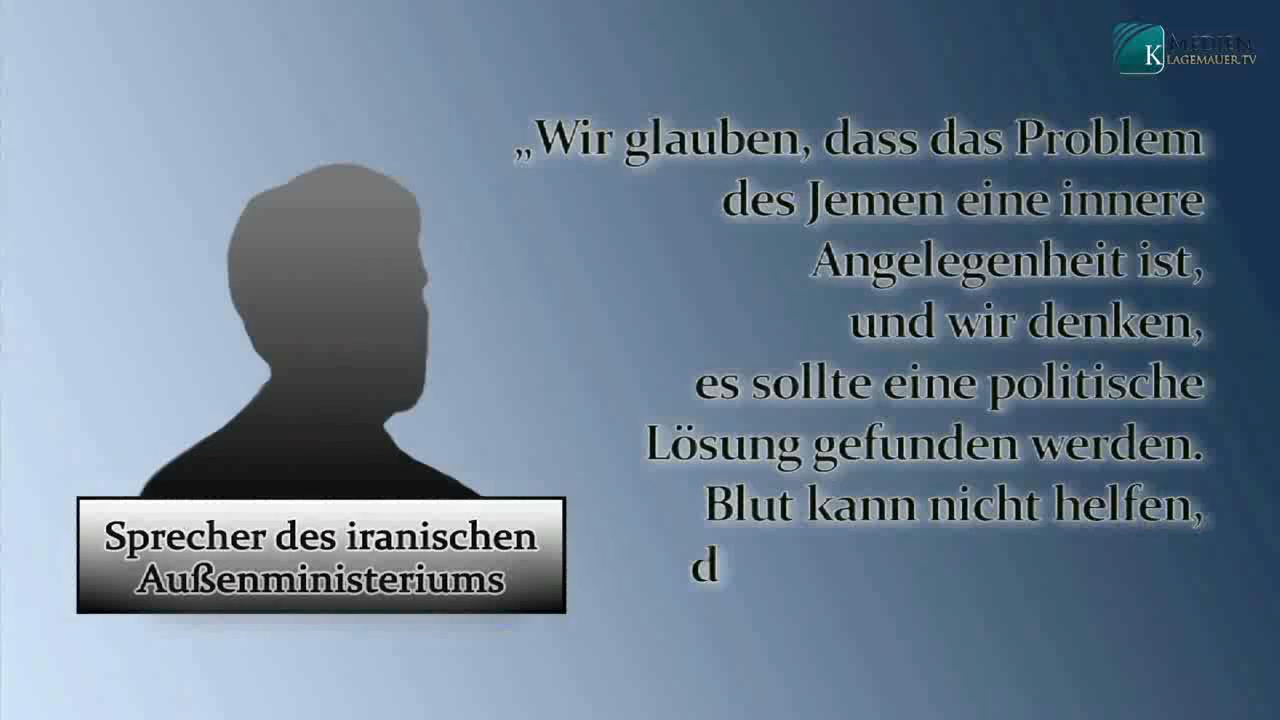 MEDIEN
KLAGEMAUER.TV
„Wir glauben, dass das Problem
des Jemen eine innere
Angelegenheit ist,
und wir denken,
es sollte eine politische
Lösung gefunden werden.
Blut kann nicht helfen,
d
Sprecher des iranischen
Außenministeriums